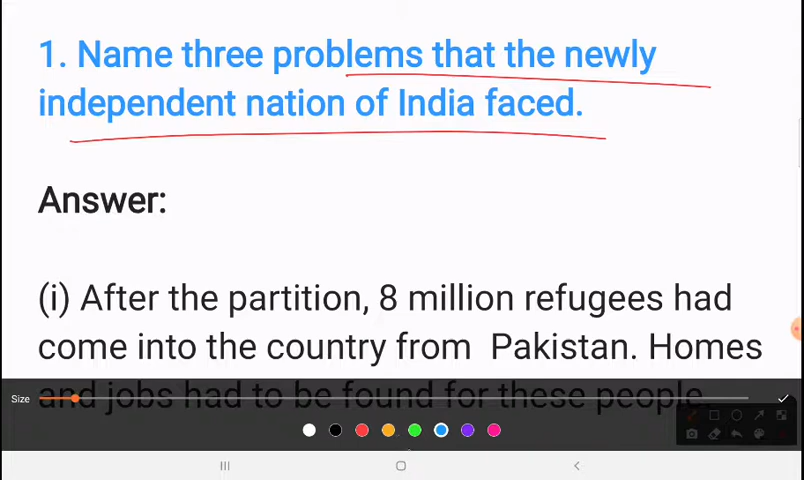 1. Name three problems that the newly
independent nation of India faced.
Answer:
(i) After the partition, 8 million refugees had
come into the country from Pakistan. Homes
and jobs had to be found for these people.
Size